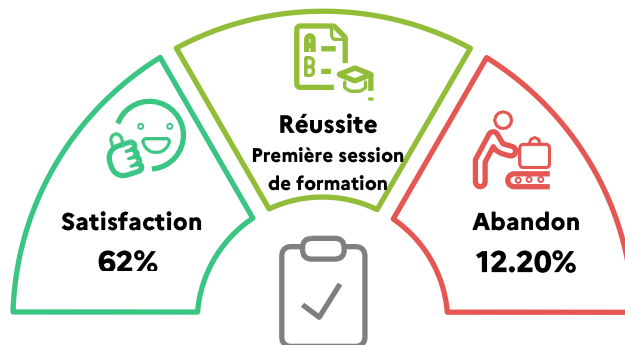 A
B
Réussite
Première session
de formation
Satisfaction
62%
Abandon
12.20%